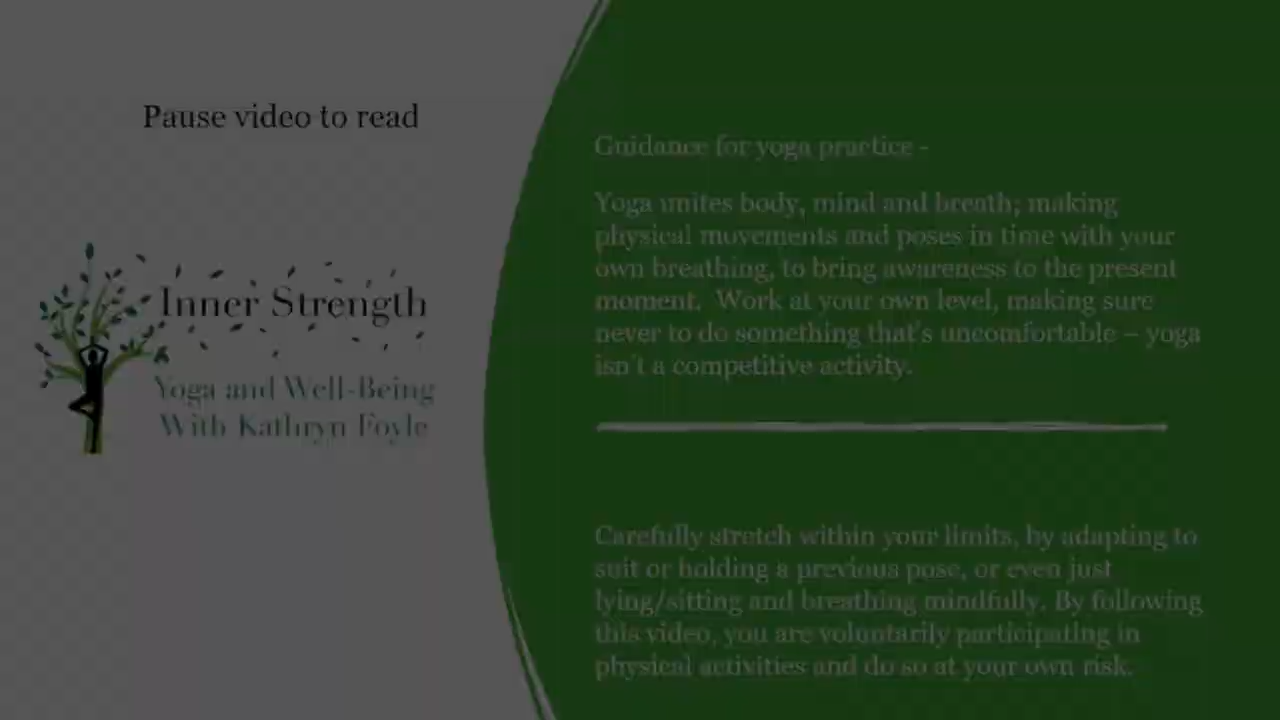 Pause video to read
Inner Strength
Yoga and Well-Being
With Kathryn Foyle
Guidance for yoga practice -
Yoga unites body, mind and breath; making
physical movements and poses in time with your
own breathing, to bring awareness to the present
moment.  Work at your own level, making sure
never to do something that's uncomfortable – yoga
isn't a competitive activity.
Carefully stretch within your limits, by adapting to
suit or holding a previous pose, or even just
lying/sitting and breathing mindfully. By following
this video, you are voluntarily participating in
physical activities and do so at your own risk.